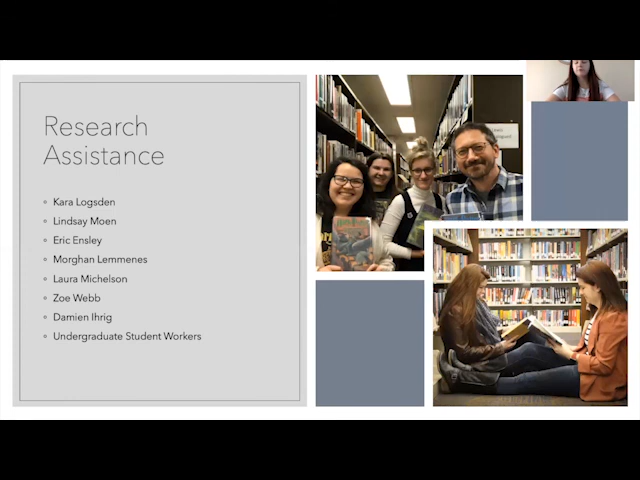 Research
Assistance
Kara Logsden
Lindsay Moen
Eric Ensley
Morghan Lemmenes
Laura Michelson
Zoe Webb
Damien Ihrig
Undergraduate Student Workers